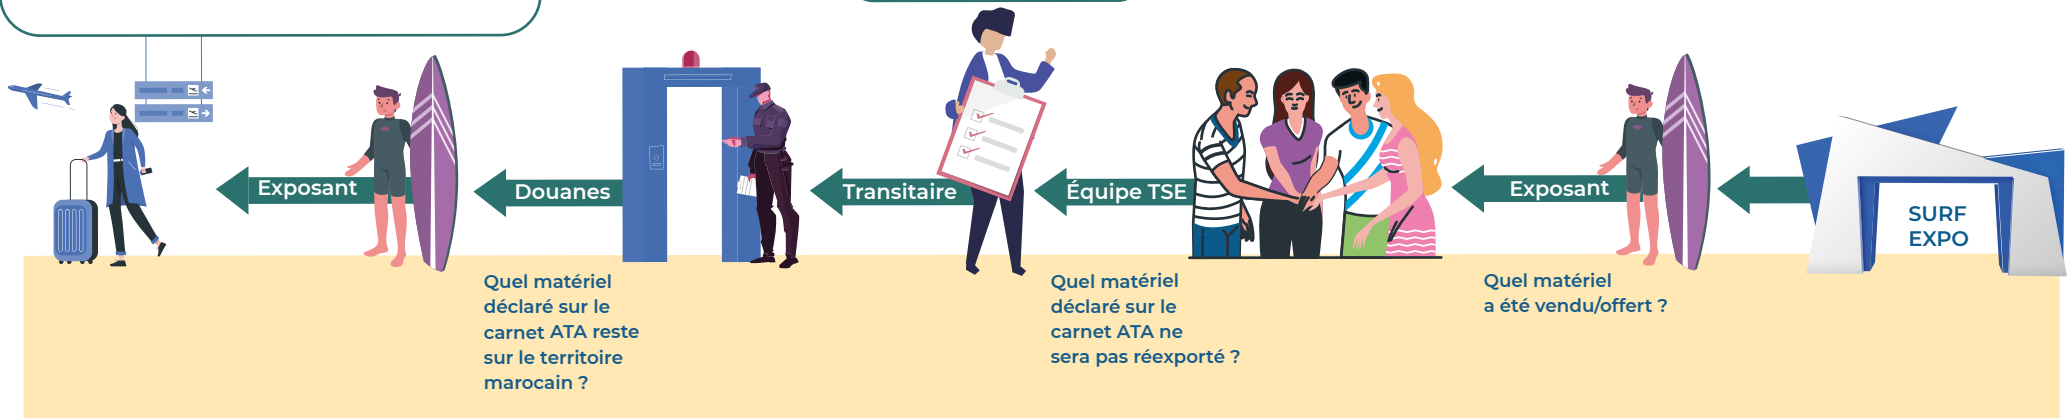 Exposant
Douanes
Transitaire
Équipe TSE
Exposant
SURF
EXPO
Quel matériel
déclaré sur le
carnet ATA reste
sur le territoire
marocain ?
Quel matériel
déclaré sur le
carnet ATA ne
sera pas réexporté ?
Quel matériel
a été vendu/offert ?